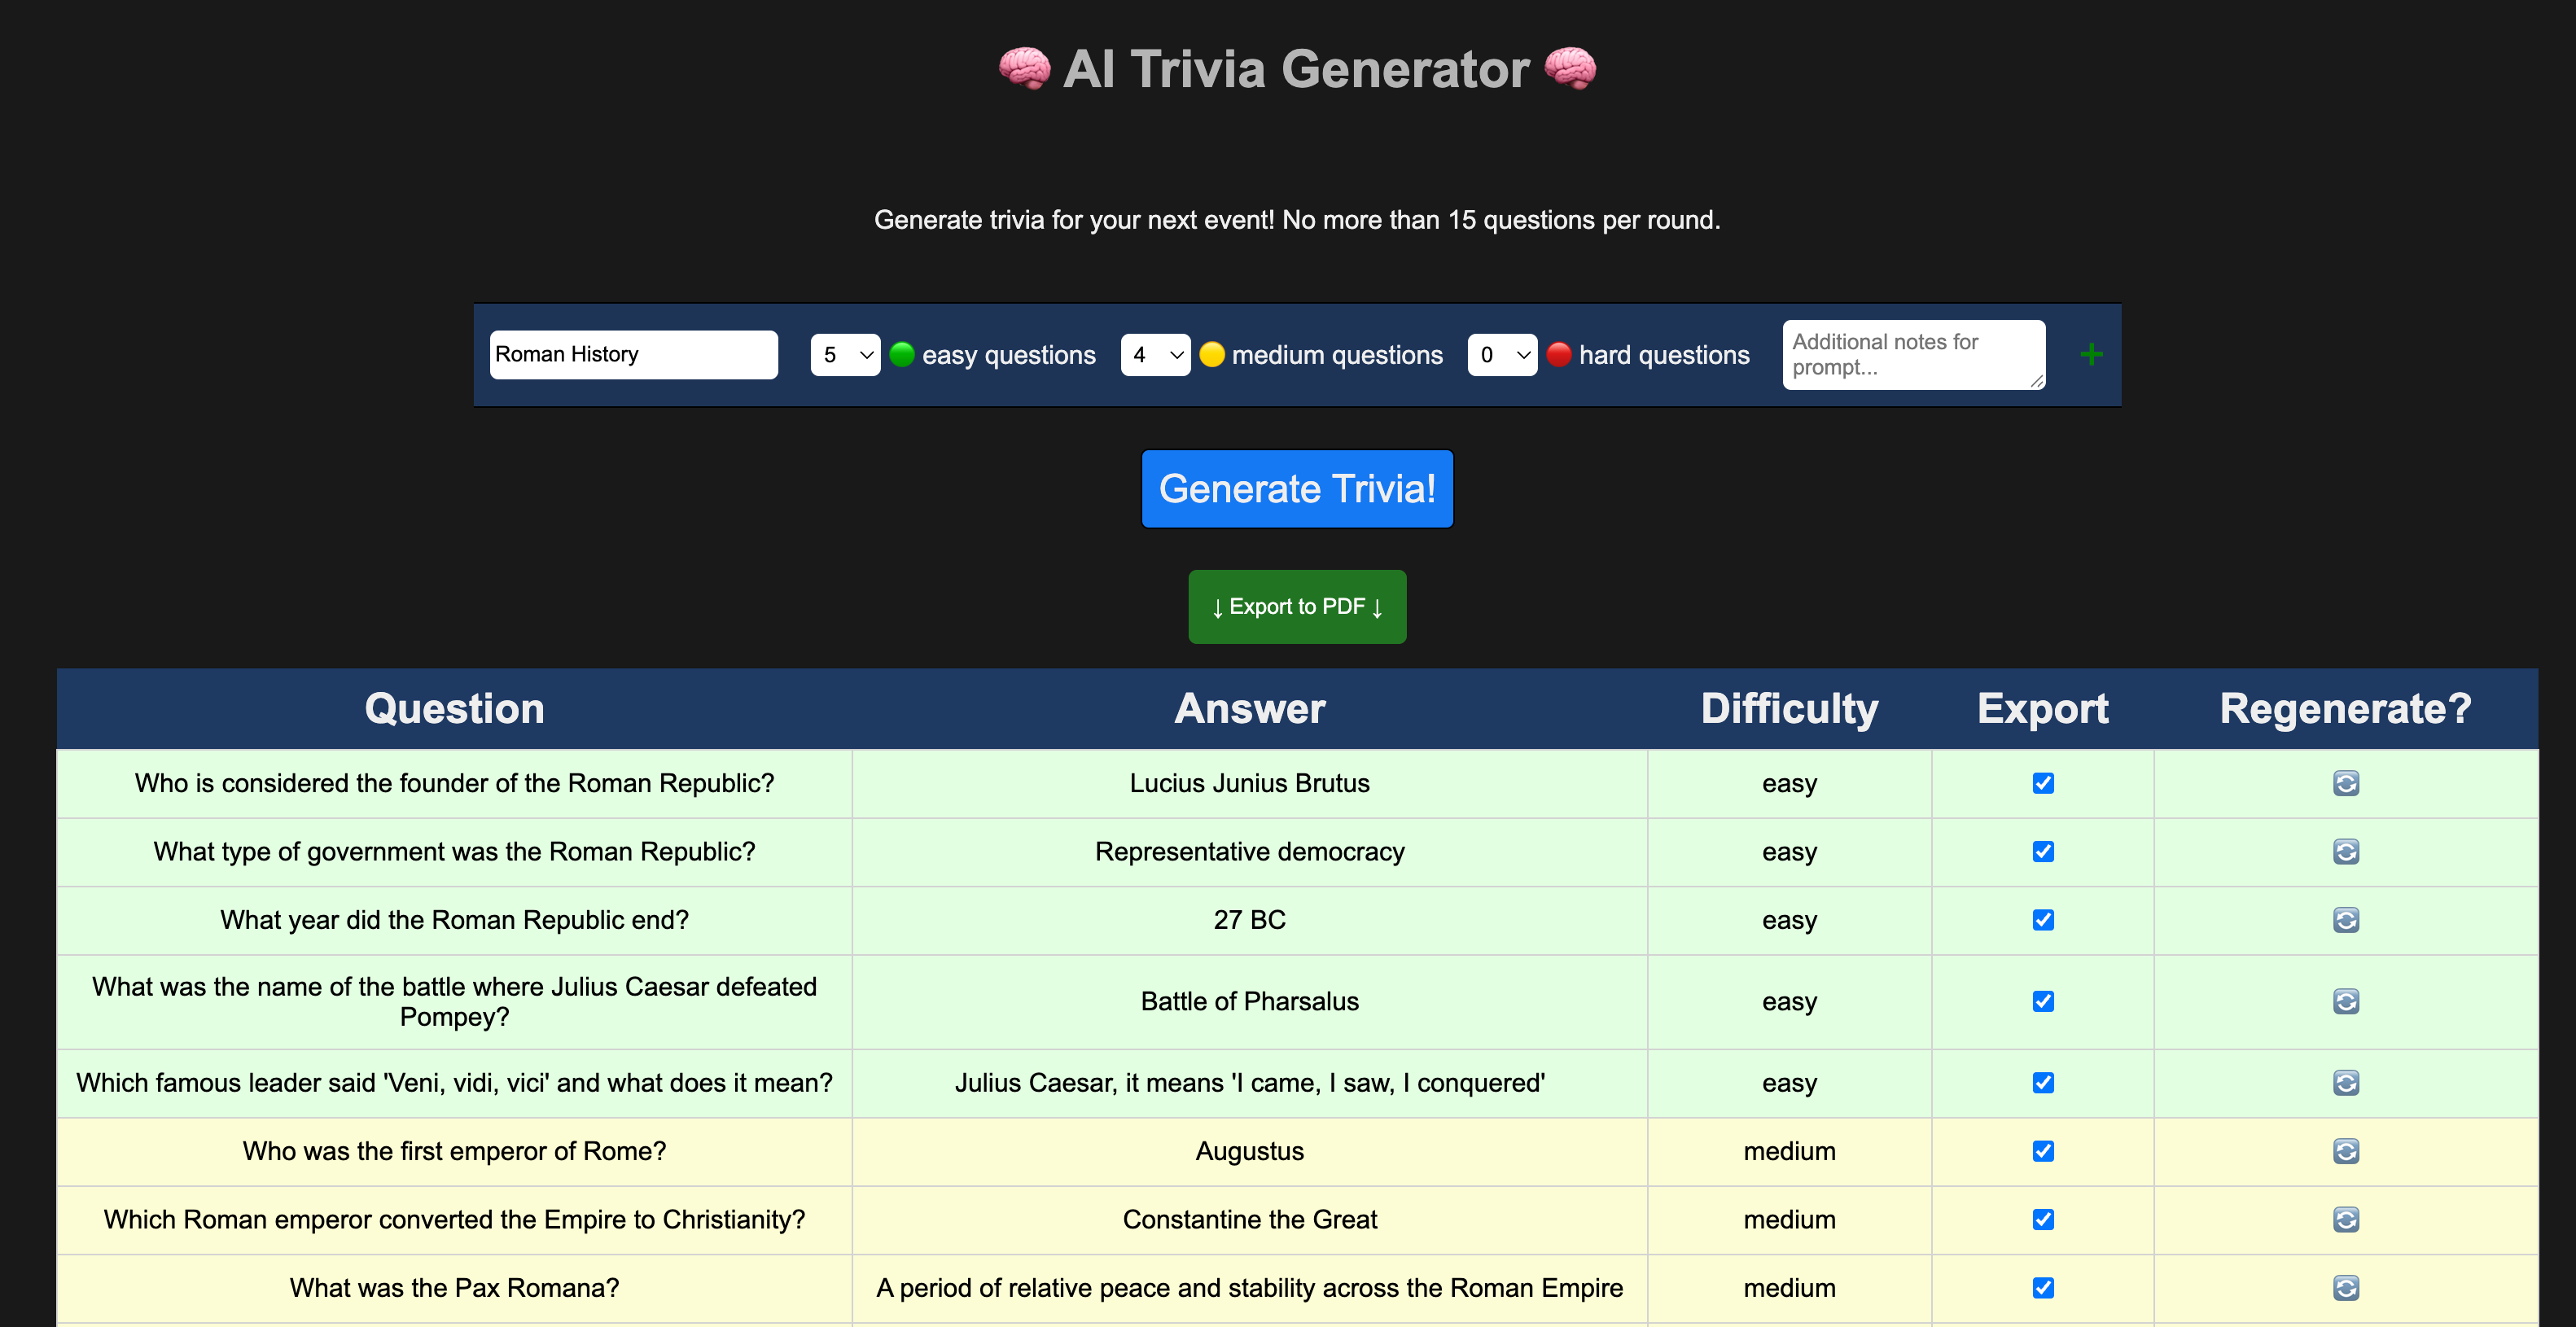 🧠 AI Trivia Generator 🧠
Generate trivia for your next event! No more than 15 questions per round.
Roman History 5 easy questions 4 medium questions 0 hard questions Additional notes for
prompt... +
Generate Trivia!
↓ Export to PDF ↓
Question Answer Difficulty Export Regenerate?
Who is considered the founder of the Roman Republic? Lucius Junius Brutus easy
What type of government was the Roman Republic? Representative democracy easy
What year did the Roman Republic end? 27 BC easy
What was the name of the battle where Julius Caesar defeated
Pompey? Battle of Pharsalus easy
Which famous leader said 'Veni, vidi, vici' and what does it mean? Julius Caesar, it means 'I came, I saw, I conquered' easy
Who was the first emperor of Rome? Augustus medium
Which Roman emperor converted the Empire to Christianity? Constantine the Great medium
What was the Pax Romana? A period of relative peace and stability across the Roman Empire medium